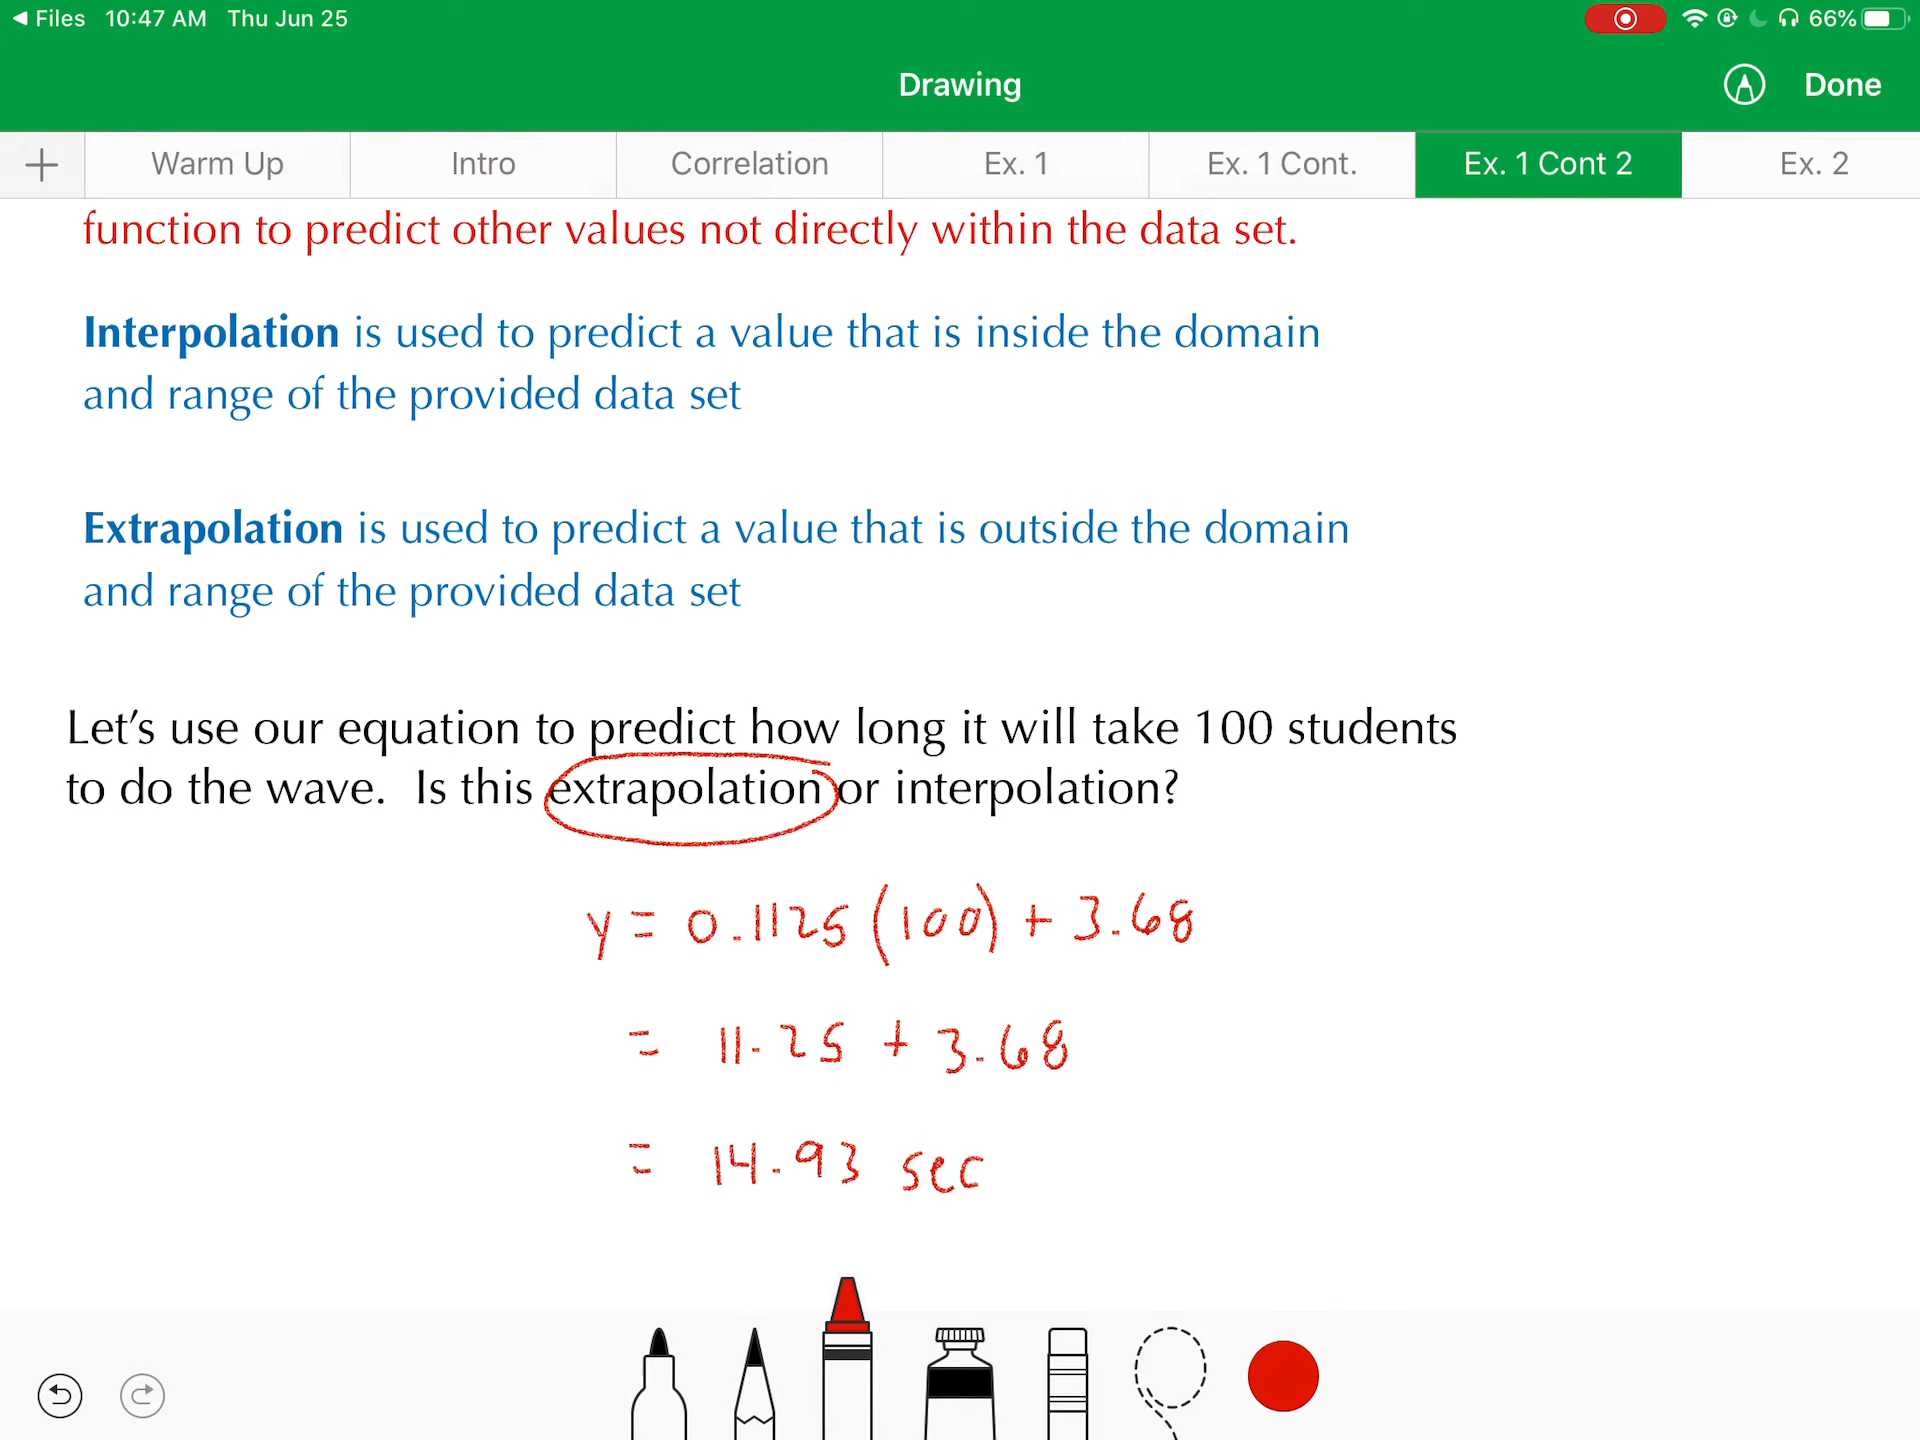 Files 10:47 AM Thu Jun 25 66%
Drawing Done
Warm Up Intro Correlation Ex. 1 Ex. 1 Cont. Ex. 1 Cont 2 Ex. 2
function to predict other values not directly within the data set.
Interpolation is used to predict a value that is inside the domain
and range of the provided data set
Extrapolation is used to predict a value that is outside the domain
and range of the provided data set
Let's use our equation to predict how long it will take 100 students
to do the wave. Is this extrapolation or interpolation?
y = 0.1125 (100) + 3.68
= 11.25 + 3.68
= 14.93 sec